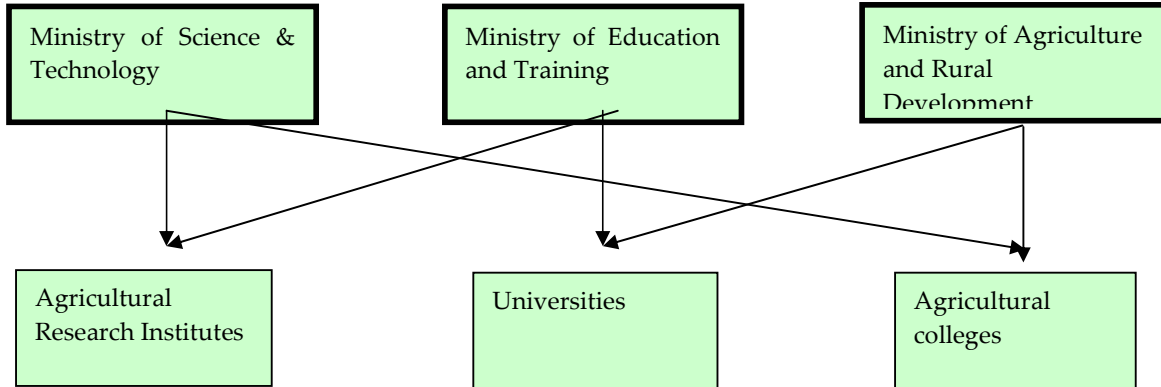 Ministry of Science &
Technology
Ministry of Education
and Training
Ministry of Agriculture
and Rural
Development
Agricultural
Research Institutes
Universities
Agricultural
colleges